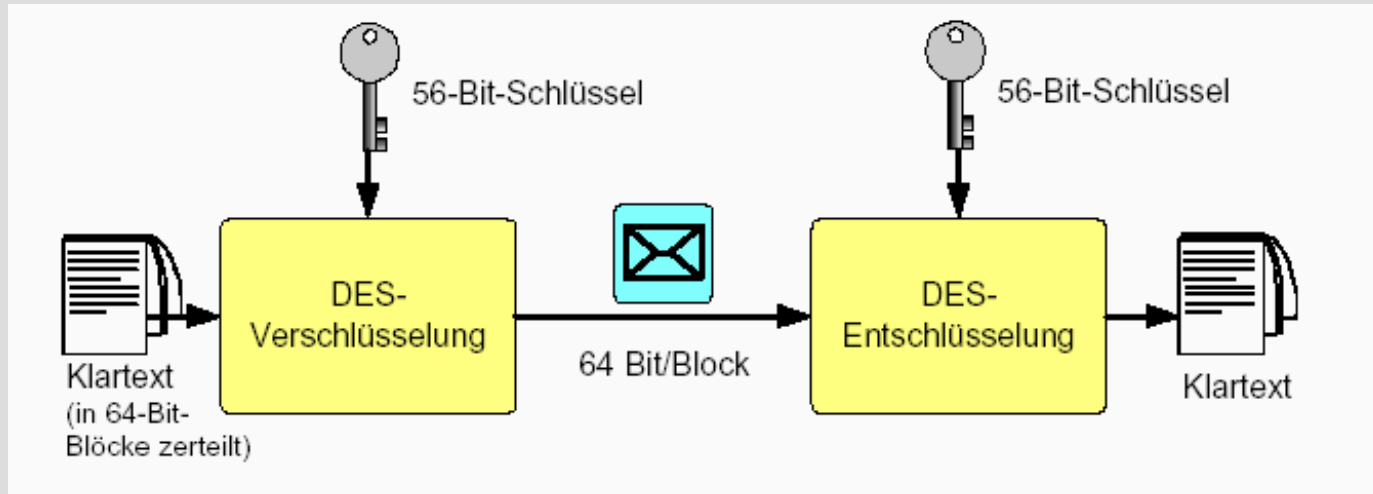 56-Bit-Schlüssel
56-Bit-Schlüssel
DES-
Verschlüsselung
64 Bit/Block
DES-
Entschlüsselung
Klartext
(in 64-Bit-
Blöcke zerteilt)
Klartext